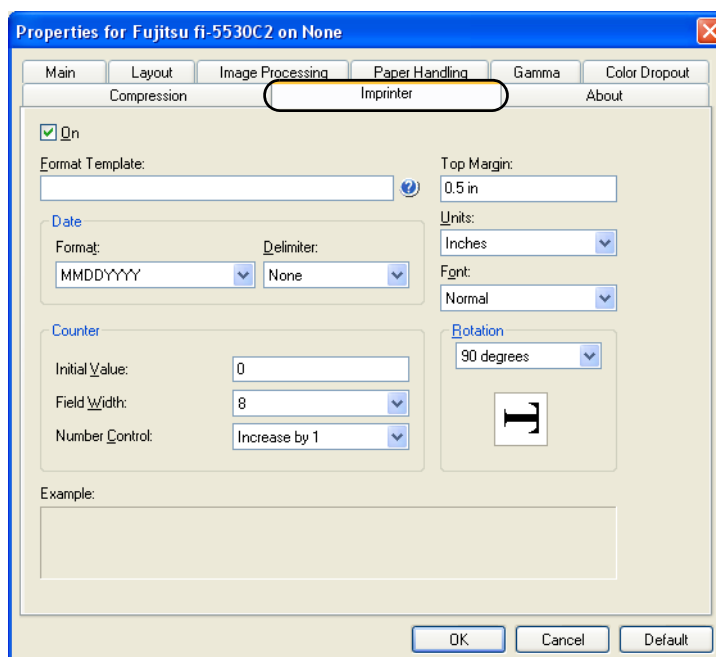 Properties for Fujitsu fi-5530C2 on None
Main Layout Image Processing Paper Handling Gamma Color Dropout
Compression Imprinter About
On
Format Template:
Top Margin:
0.5 in
Date
Format: Delimiter:
MMDDYYYY None
Units:
Inches
Font:
Normal
Counter
Initial Value: 0
Field Width: 8
Number Control: Increase by 1
Rotation
90 degrees
T
Example:
OK Cancel Default